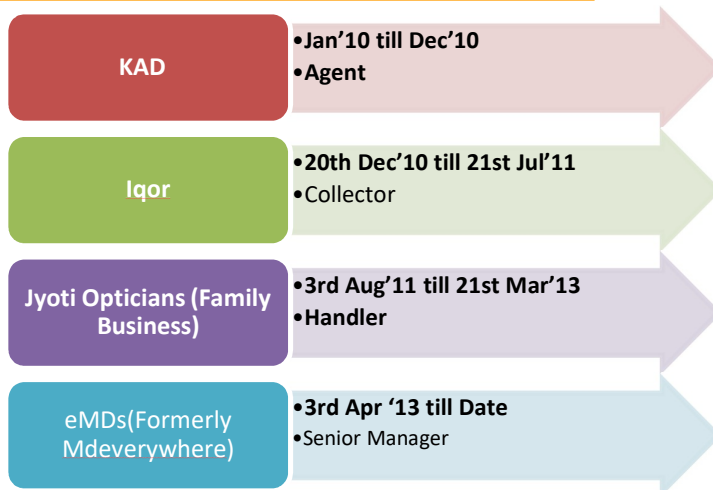 KAD
•Jan’10 till Dec’10
•Agent
Iqor
•20th Dec’10 till 21st Jul’11
•Collector
Jyoti Opticians (Family
Business)
•3rd Aug’11 till 21st Mar’13
•Handler
eMDs(Formerly
Mdeverywhere)
•3rd Apr ‘13 till Date
•Senior Manager